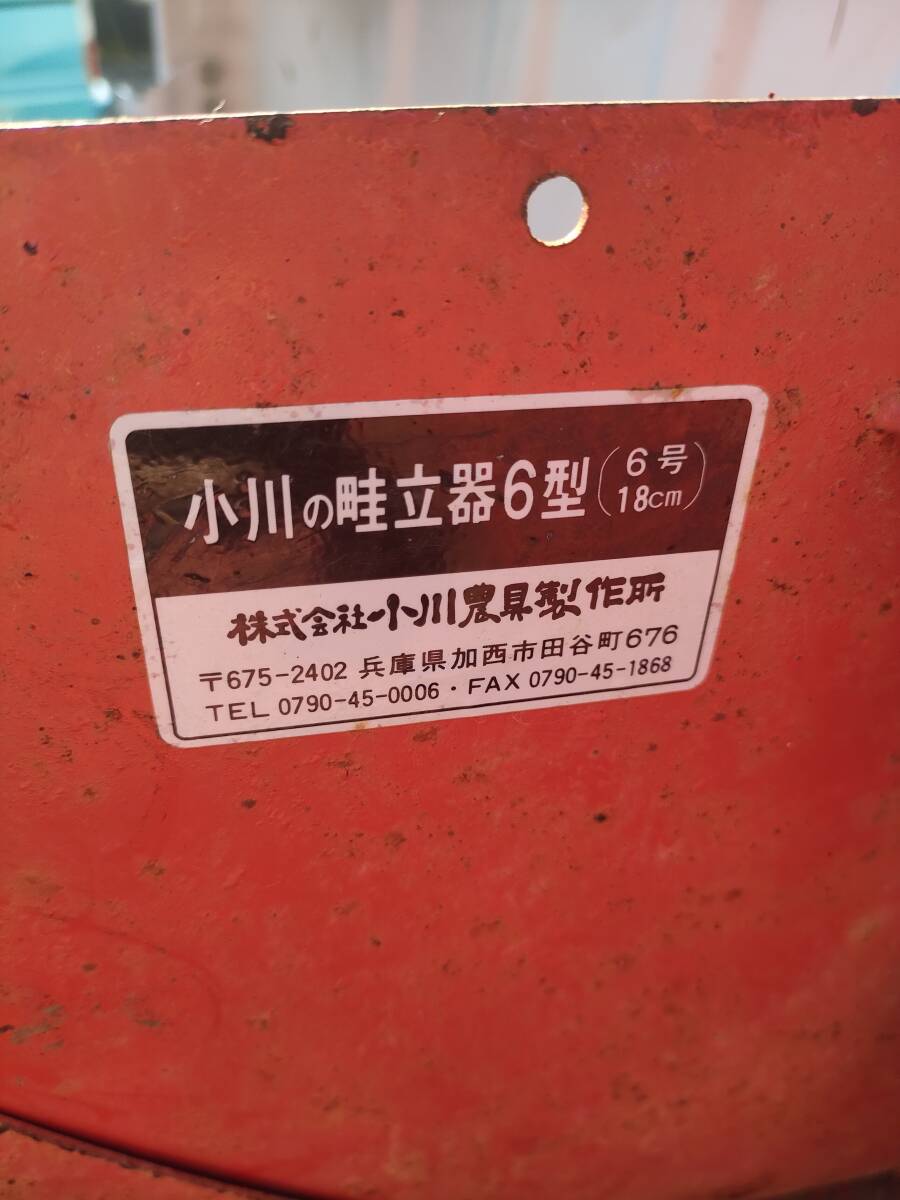 小川の畦立器6型(6号
18cm)
株式会社小川農具製作所
〒675-2402 兵庫県加西市田谷町676
TEL 0790-45-0006・FAX 0790-45-1868